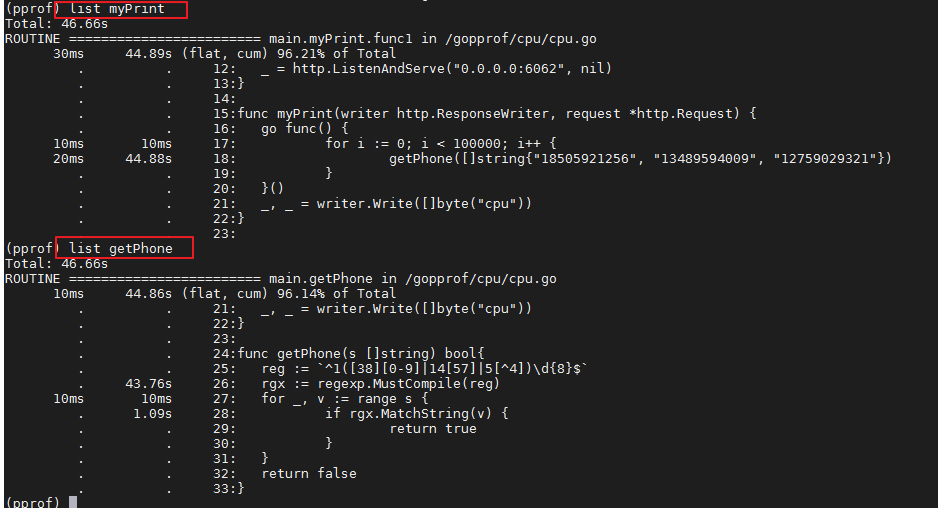 (pprof) list myPrint
Total: 46.66s
ROUTINE ======================== main.myPrint.func1 in /gopprof/cpu/cpu.go
      30ms     44.89s (flat, cum) 96.21% of Total
         .          .     12:   _ = http.ListenAndServe("0.0.0.0:6062", nil)
         .          .     13:}
         .          .     14:
         .          .     15:func myPrint(writer http.ResponseWriter, request *http.Request) {
         .          .     16:   go func() {
      10ms       10ms     17:           for i := 0; i < 100000; i++ {
      20ms     44.88s     18:                   getPhone([]string{"18505921256", "13489594009", "12759029321"})
         .          .     19:           }
         .          .     20:   }()
         .          .     21:   _, _ = writer.Write([]byte("cpu"))
         .          .     22:}
         .          .     23:
(pprof) list getPhone
Total: 46.66s
ROUTINE ======================== main.getPhone in /gopprof/cpu/cpu.go
      10ms     44.86s (flat, cum) 96.14% of Total
         .          .     21:   _, _ = writer.Write([]byte("cpu"))
         .          .     22:}
         .          .     23:
         .          .     24:func getPhone(s []string) bool{
         .          .     25:   reg := `^1([38][0-9]|14[57]|5[^4])\d{8}$`
         .     43.76s     26:   rgx := regexp.MustCompile(reg)
      10ms       10ms     27:   for _, v := range s {
         .      1.09s     28:           if rgx.MatchString(v) {
         .          .     29:                   return true
         .          .     30:           }
         .          .     31:   }
         .          .     32:   return false
         .          .     33:}
(pprof)